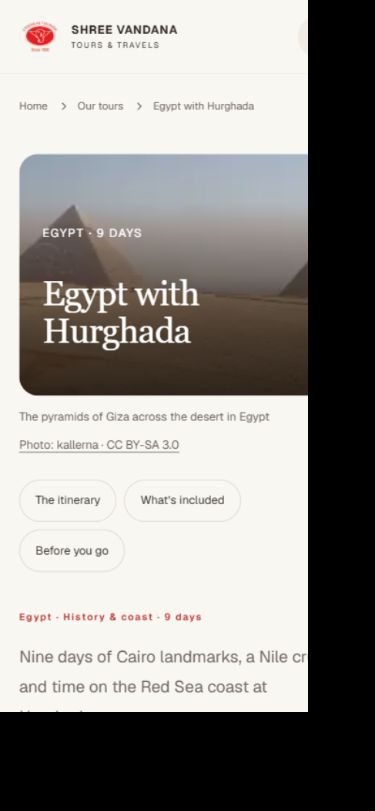 SHREE VANDANA
TOURS & TRAVELS
Home > Our tours > Egypt with Hurghada
EGYPT · 9 DAYS
Egypt with
Hurghada
The pyramids of Giza across the desert in Egypt
Photo: kallerna · CC BY-SA 3.0
The itinerary
What's included
Before you go
Egypt · History & coast · 9 days
Nine days of Cairo landmarks, a Nile cr
and time on the Red Sea coast at